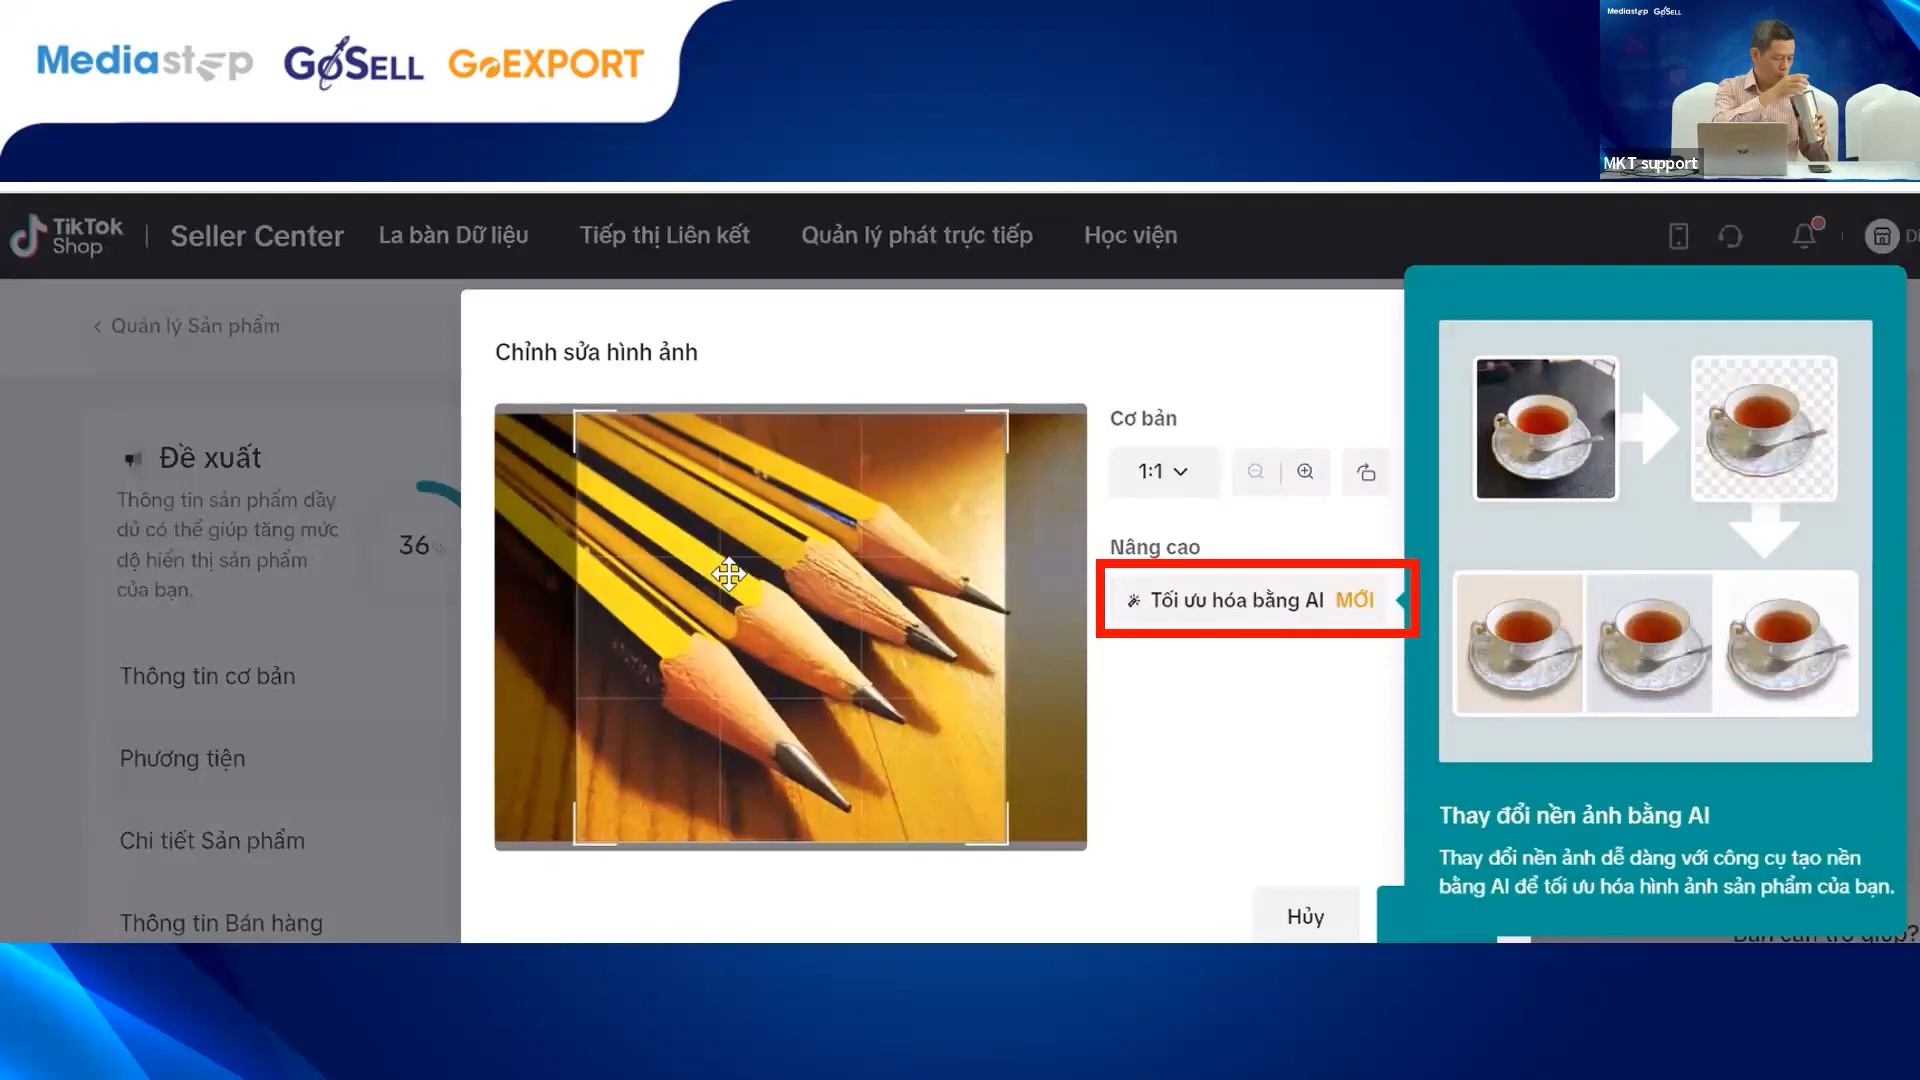 Mediastep GoSELL GoEXPORT
Mediastep GoSELL
MKT support
TikTok Shop
Seller Center La bàn Dữ liệu Tiếp thị Liên kết Quản lý phát trực tiếp Học viện
Di
Quản lý Sản phẩm
Đề xuất
Thông tin sản phẩm đầy
đủ có thể giúp tăng mức
độ hiển thị sản phẩm
của bạn.
36%
Thông tin cơ bản
Phương tiện
Chi tiết Sản phẩm
Thông tin Bán hàng
Chỉnh sửa hình ảnh
Cơ bản
1:1
Nâng cao
Tối ưu hóa bằng AI MỚI
Hủy
Thay đổi nền ảnh bằng AI
Thay đổi nền ảnh dễ dàng với công cụ tạo nền
bằng AI để tối ưu hóa hình ảnh sản phẩm của bạn.
Bạn cần trợ giúp?